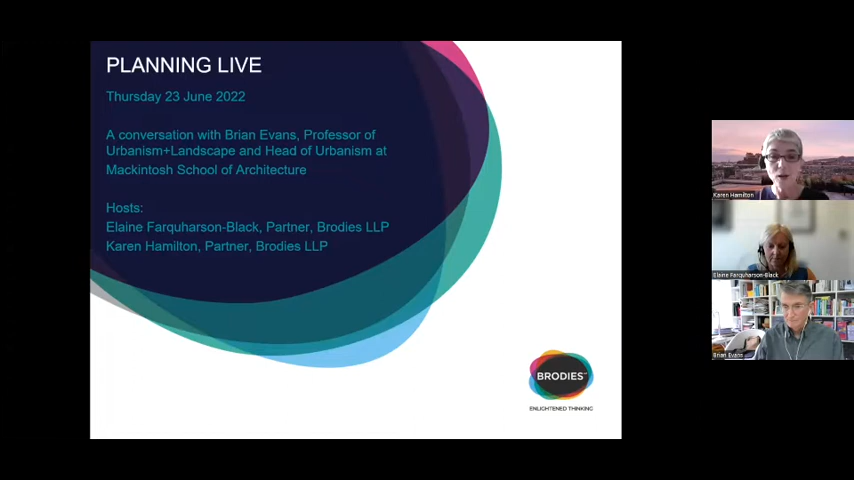 PLANNING LIVE
Thursday 23 June 2022
A conversation with Brian Evans, Professor of
Urbanism+Landscape and Head of Urbanism at
Mackintosh School of Architecture
Hosts:
Elaine Farquharson-Black, Partner, Brodies LLP
Karen Hamilton, Partner, Brodies LLP
BRODIES™
ENLIGHTENED THINKING
Karen Hamilton
Elaine Farquharson-Black
Brian Evans